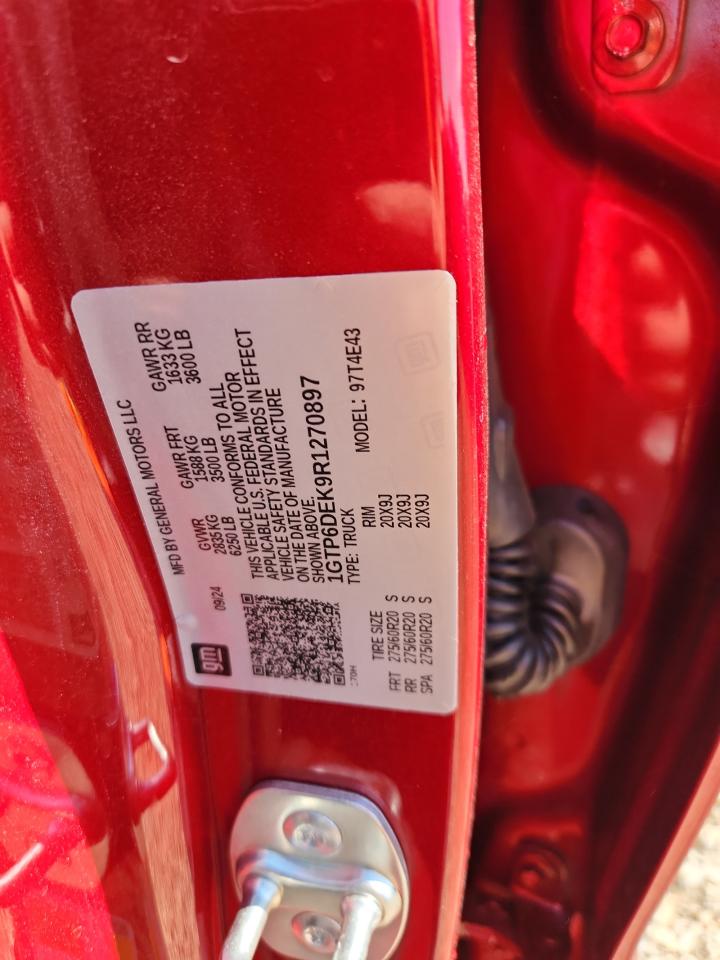 MFD BY GENERAL MOTORS LLC
gm
09/24
GVWR GAWR FRT GAWR RR
2835 KG 1588 KG 1633 KG
6250 LB 3500 LB 3600 LB
THIS VEHICLE CONFORMS TO ALL
APPLICABLE U.S. FEDERAL MOTOR
VEHICLE SAFETY STANDARDS IN EFFECT
ON THE DATE OF MANUFACTURE
SHOWN ABOVE.
1GTP6DEK9R1270897
TYPE: TRUCK MODEL: 97T4E43
TIRE SIZE RIM
FRT 275/60R20 S 20X9J
RR 275/60R20 S 20X9J
SPA 275/60R20 S 20X9J